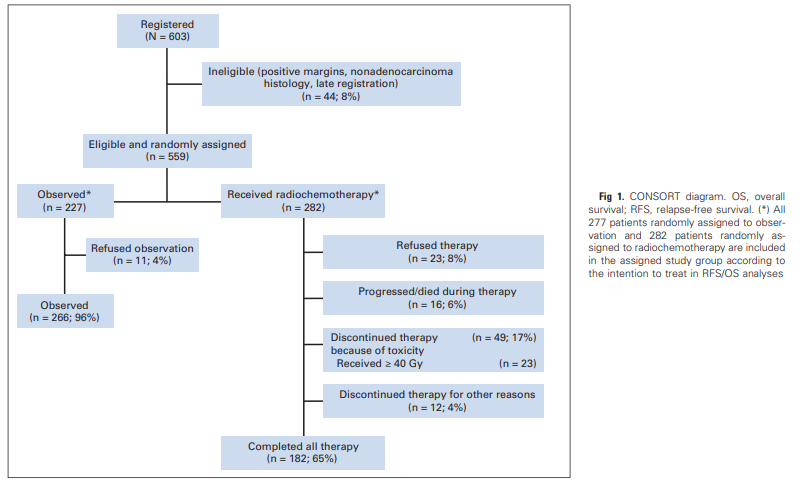 Registered
(N = 603)
Ineligible (positive margins, nonadenocarcinoma
histology, late registration)
(n = 44; 8%)
Eligible and randomly assigned
(n = 559)
Observed*
(n = 227)
Received radiochemotherapy*
(n = 282)
Refused observation
(n = 11; 4%)
Observed
(n = 266; 96%)
Refused therapy
(n = 23; 8%)
Progressed/died during therapy
(n = 16; 6%)
Discontinued therapy (n = 49; 17%)
because of toxicity
Received ≥ 40 Gy (n = 23)
Discontinued therapy for other reasons
(n = 12; 4%)
Completed all therapy
(n = 182; 65%)
Fig 1. CONSORT diagram. OS, overall
survival; RFS, relapse-free survival. (*) All
277 patients randomly assigned to obser-
vation and 282 patients randomly as-
signed to radiochemotherapy are included
in the assigned study group according to
the intention to treat in RFS/OS analyses